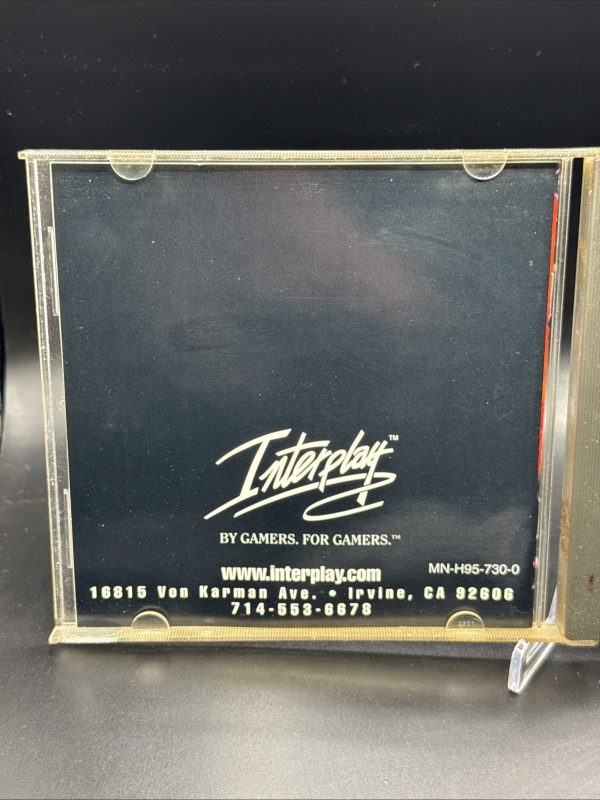 Interplay™
BY GAMERS. FOR GAMERS.™
www.interplay.com
MN-H95-730-0
16815 Von Karman Ave. • Irvine, CA 92606
714-553-6678